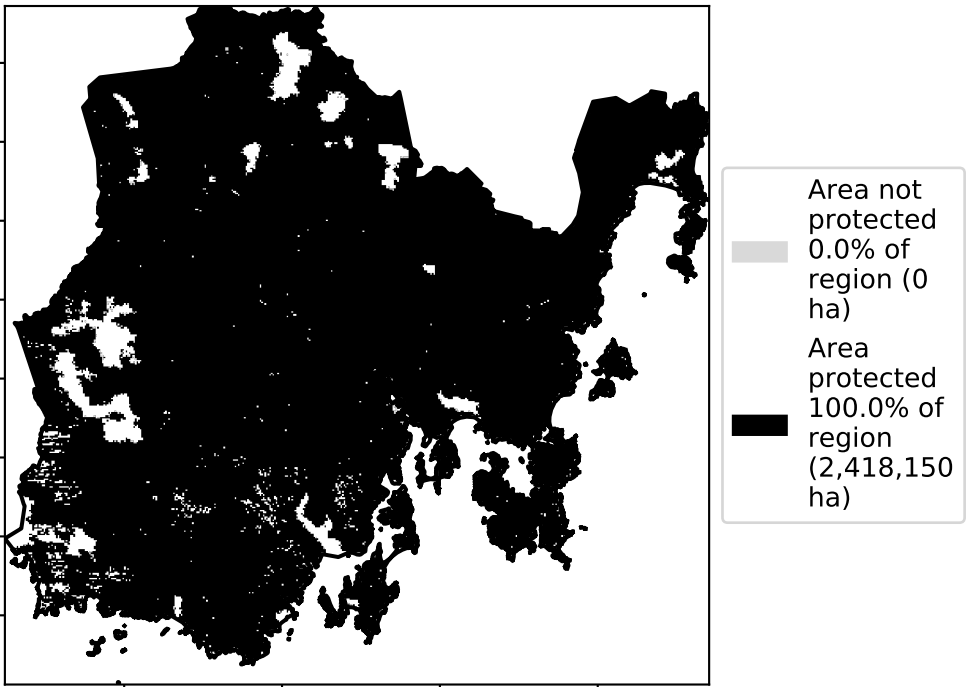 Area not
protected
0.0% of
region (0
ha)
Area
protected
100.0% of
region
(2,418,150
ha)